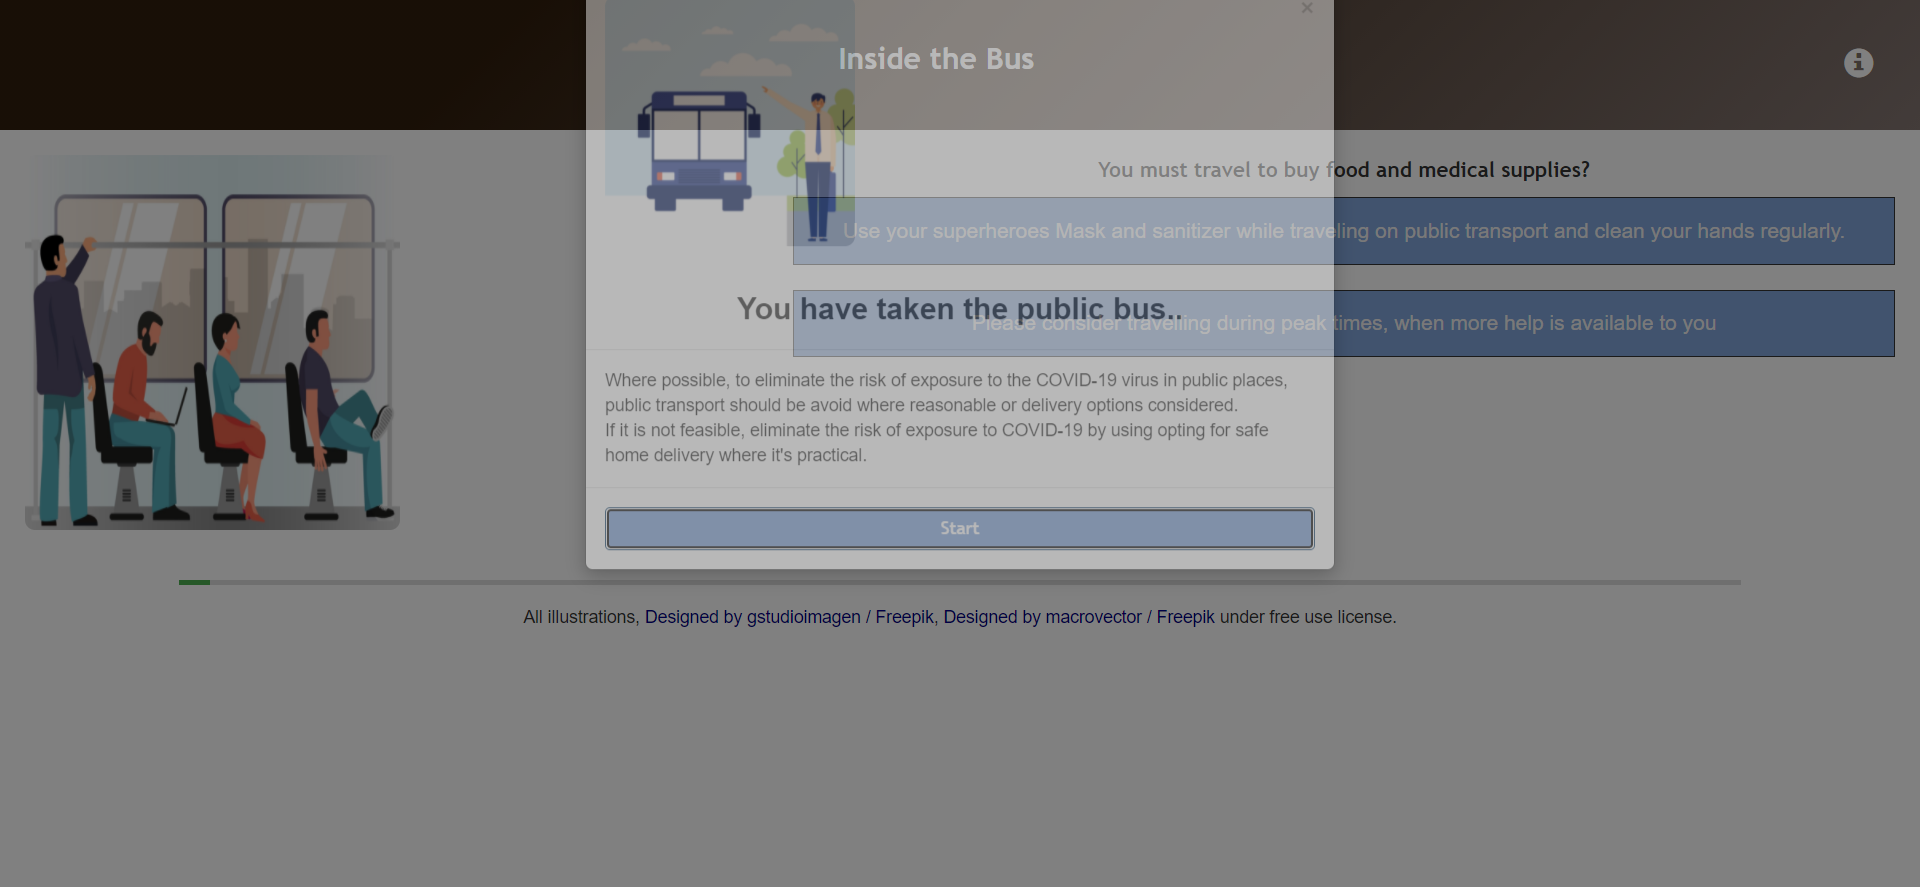 ×
Inside the Bus
You must travel to buy food and medical supplies?
Use your superheroes Mask and sanitizer while traveling on public transport and clean your hands regularly.
You have taken the public bus..
Please consider travelling during peak times, when more help is available to you
Where possible, to eliminate the risk of exposure to the COVID-19 virus in public places,
public transport should be avoid where reasonable or delivery options considered.
If it is not feasible, eliminate the risk of exposure to COVID-19 by using opting for safe
home delivery where it's practical.
Start
All illustrations, Designed by gstudioimagen / Freepik, Designed by macrovector / Freepik under free use license.